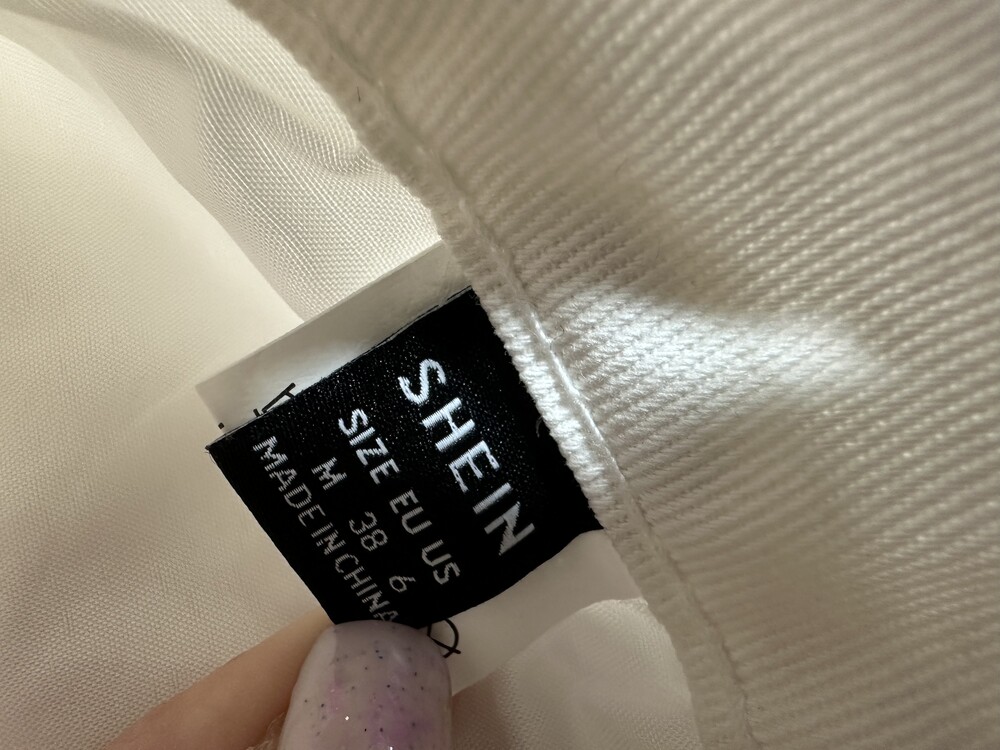 SHEIN
SIZE EU US
M 38 6
MADE IN CHINA